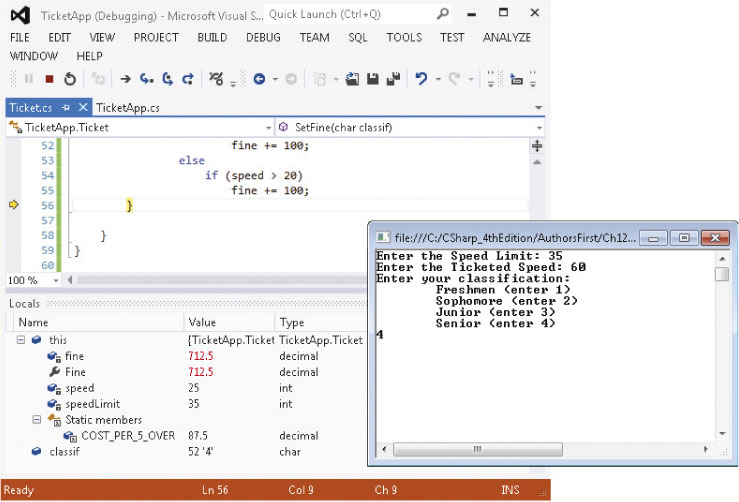 TicketApp (Debugging) - Microsoft Visual S... Quick Launch (Ctrl+Q)
FILE EDIT VIEW PROJECT BUILD DEBUG TEAM SQL TOOLS TEST ANALYZE
WINDOW HELP
Ticket.cs TicketApp.cs
TicketApp.Ticket SetFine(char classif)
52 fine += 100;
53 else
54 if (speed > 20)
55 fine += 100;
56 }
57
58 }
59 }
60
100 %
Locals
Name Value Type
this {TicketApp.Ticket TicketApp.Ticket
fine 712.5 decimal
Fine 712.5 decimal
speed 25 int
speedLimit 35 int
Static members
COST_PER_5_OVER 87.5 decimal
classif 52 '4' char
Ready Ln 56 Col 9 Ch 9 INS
file:///C:/CSharp_4thEdition/AuthorsFirst/Ch12...
Enter the Speed Limit: 35
Enter the Ticketed Speed: 60
Enter your classification:
Freshmen (enter 1)
Sophomore (enter 2)
Junior (enter 3)
Senior (enter 4)
4